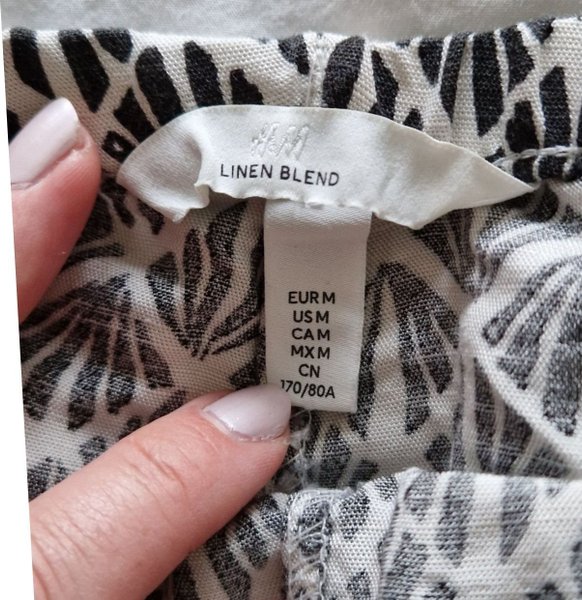 H&M
LINEN BLEND
EUR M
US M
CA M
MX M
CN
170/80A